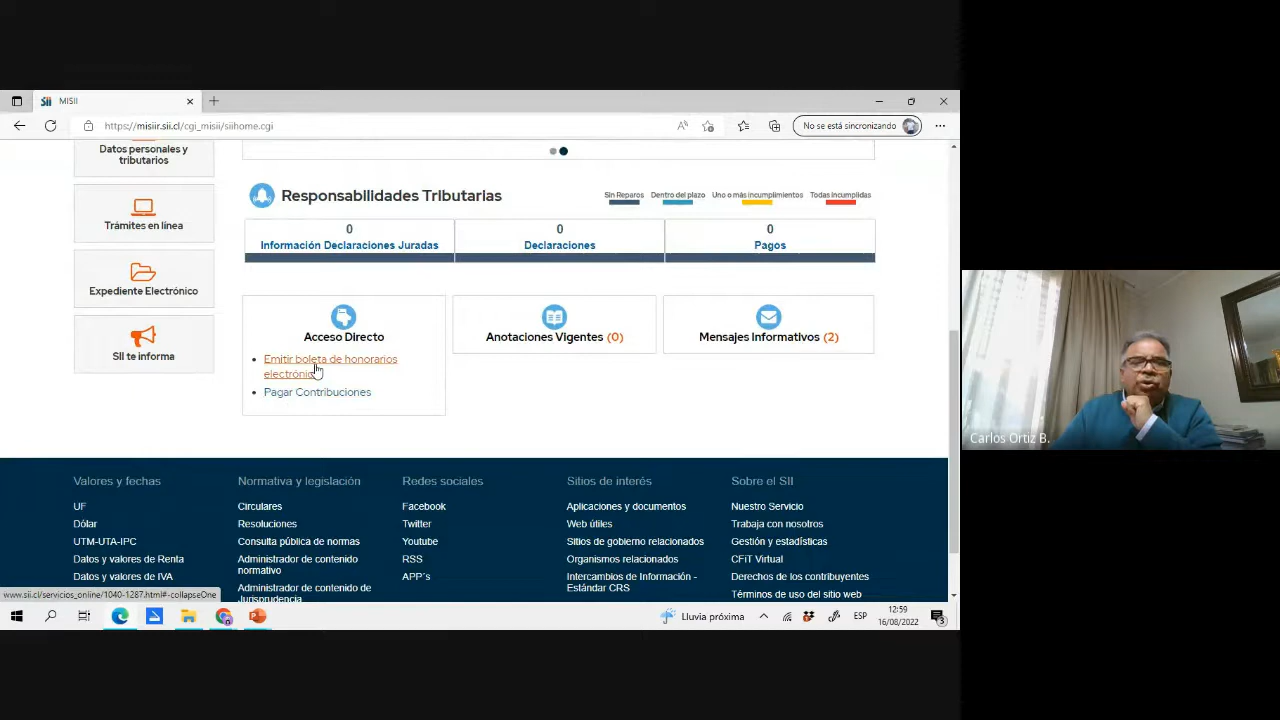 sii MISII
https://misiir.sii.cl/cgi_misii/siihome.cgi
No se está sincronizando
Datos personales y
tributarios
Trámites en línea
Expediente Electrónico
SII te informa
Responsabilidades Tributarias
Sin Reparos Dentro del plazo Uno o más incumplimientos Todas Incumplidas
0
Información Declaraciones Juradas
0
Declaraciones
0
Pagos
Acceso Directo
Emitir boleta de honorarios
electrónica
Pagar Contribuciones
Anotaciones Vigentes (0)
Mensajes Informativos (2)
Valores y fechas
UF
Dólar
UTM-UTA-IPC
Datos y valores de Renta
Datos y valores de IVA
Normativa y legislación
Circulares
Resoluciones
Consulta pública de normas
Administrador de contenido
normativo
Administrador de contenido de
Jurisprudencia
Redes sociales
Facebook
Twitter
Youtube
RSS
APP´s
Sitios de interés
Aplicaciones y documentos
Web útiles
Sitios de gobierno relacionados
Organismos relacionados
Intercambios de Información -
Estándar CRS
Sobre el SII
Nuestro Servicio
Trabaja con nosotros
Gestión y estadísticas
CFiT Virtual
Derechos de los contribuyentes
Términos de uso del sitio web
www.sii.cl/servicios_online/1040-1287.html#-collapseOne
Lluvia próxima
ESP
12:59
16/08/2022
3
Carlos Ortiz B.